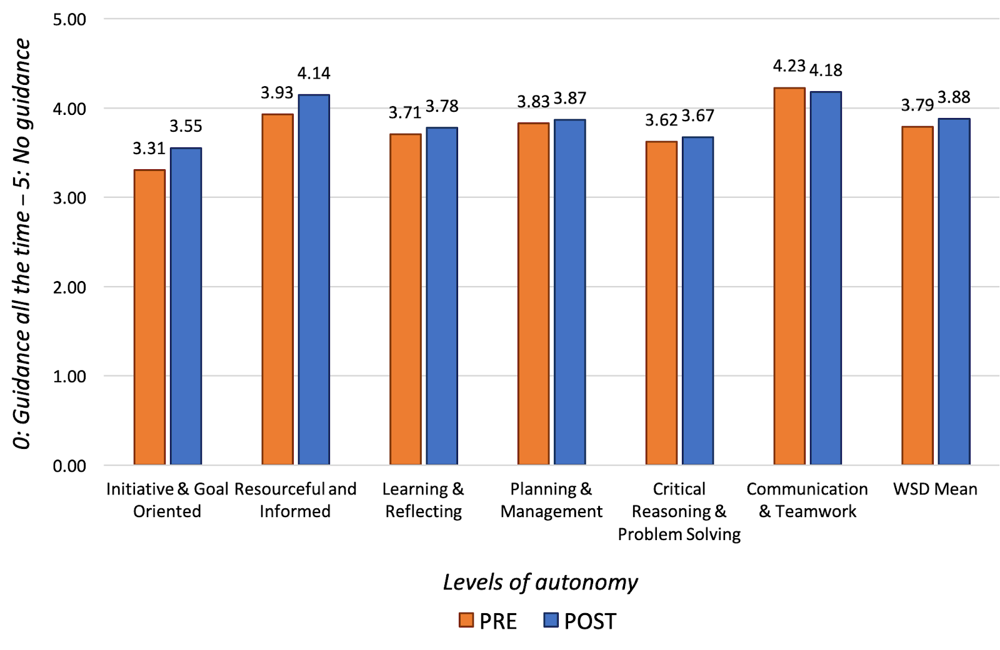 0: Guidance all the time – 5: No guidance
5.00
4.00
3.00
2.00
1.00
0.00
3.31
3.55
3.93
4.14
3.71
3.78
3.83
3.87
3.62
3.67
4.23
4.18
3.79
3.88
Initiative & Goal
Oriented
Resourceful and
Informed
Learning &
Reflecting
Planning &
Management
Critical
Reasoning &
Problem Solving
Communication
& Teamwork
WSD Mean
Levels of autonomy
PRE
POST